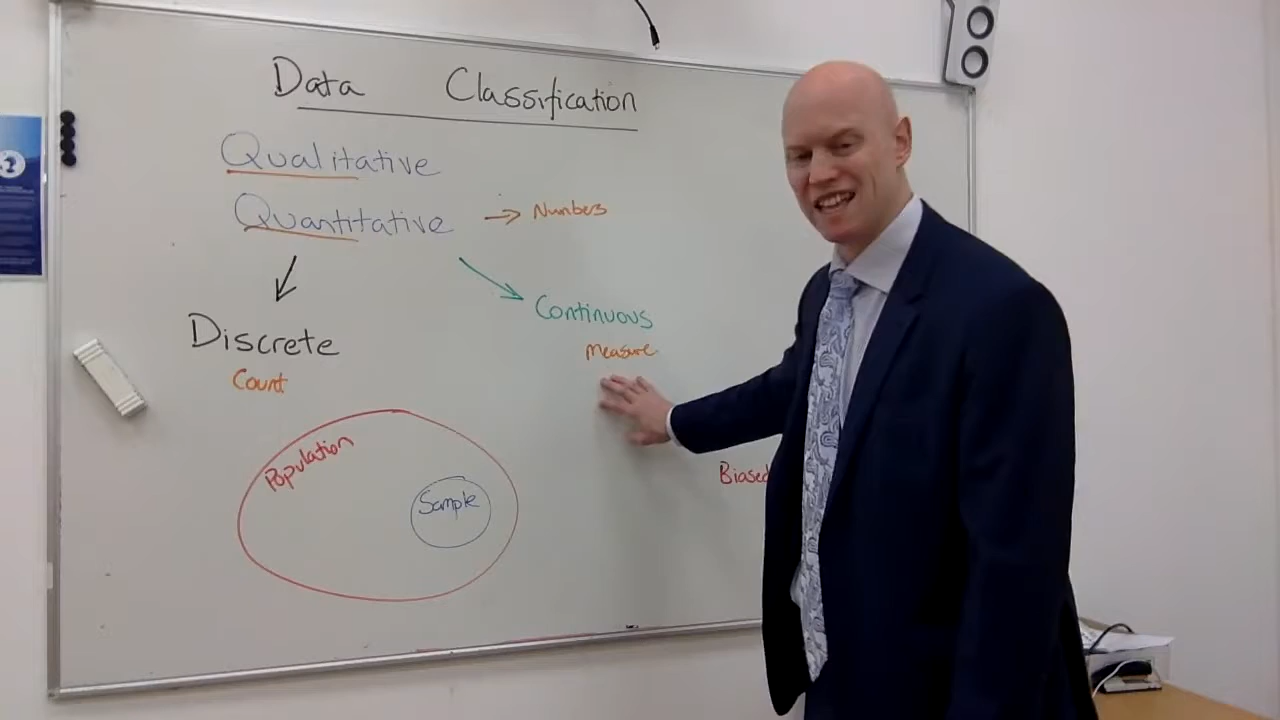 Data Classification
Qualitative
Quantitative → Numbers
Discrete
Continuous
Count
Measure
Population
Sample
Biased